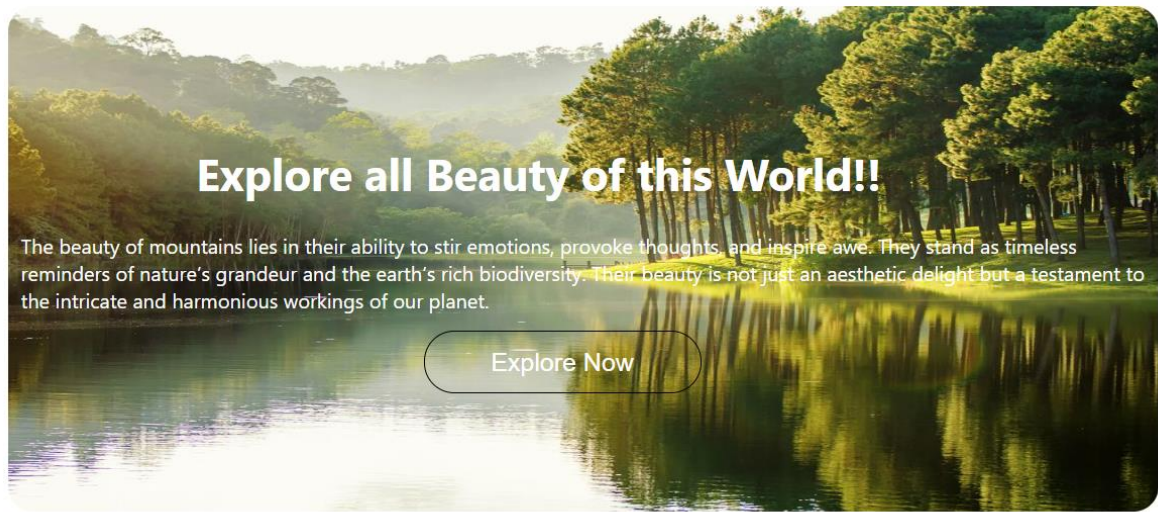 Explore all Beauty of this World!!
The beauty of mountains lies in their ability to stir emotions, provoke thoughts, and inspire awe. They stand as timeless
reminders of nature’s grandeur and the earth’s rich biodiversity. Their beauty is not just an aesthetic delight but a testament to
the intricate and harmonious workings of our planet.
Explore Now